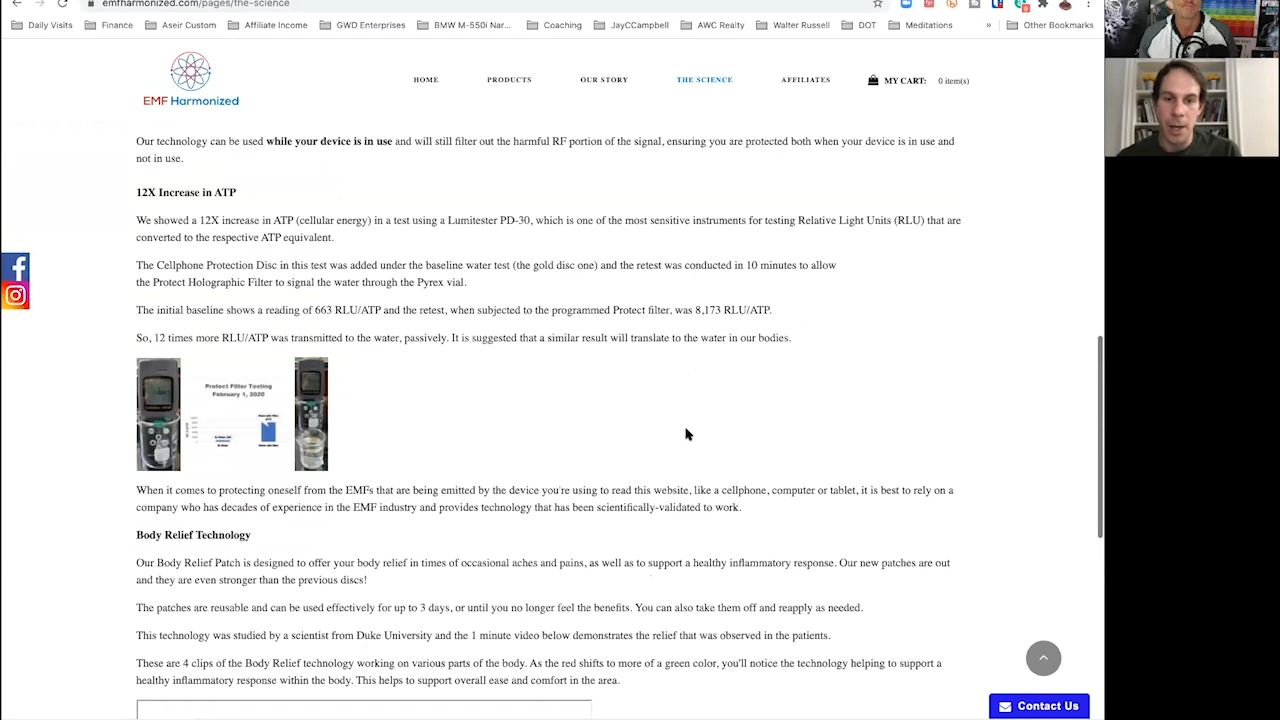 emfharmonized.com/pages/the-science
Daily Visits Finance Aseir Custom Affiliate Income GWD Enterprises BMW M-550i Nar... Coaching JayCCampbell AWC Realty Walter Russell DOT Meditations » Other Bookmarks
EMF Harmonized
HOME PRODUCTS OUR STORY THE SCIENCE AFFILIATES MY CART: 0 item(s)
Our technology can be used while your device is in use and will still filter out the harmful RF portion of the signal, ensuring you are protected both when your device is in use and
not in use.
12X Increase in ATP
We showed a 12X increase in ATP (cellular energy) in a test using a Lumitester PD-30, which is one of the most sensitive instruments for testing Relative Light Units (RLU) that are
converted to the respective ATP equivalent.
The Cellphone Protection Disc in this test was added under the baseline water test (the gold disc one) and the retest was conducted in 10 minutes to allow
the Protect Holographic Filter to signal the water through the Pyrex vial.
The initial baseline shows a reading of 663 RLU/ATP and the retest, when subjected to the programmed Protect filter, was 8,173 RLU/ATP.
So, 12 times more RLU/ATP was transmitted to the water, passively. It is suggested that a similar result will translate to the water in our bodies.
Protect Filter Testing
February 1, 2020
When it comes to protecting oneself from the EMFs that are being emitted by the device you're using to read this website, like a cellphone, computer or tablet, it is best to rely on a
company who has decades of experience in the EMF industry and provides technology that has been scientifically-validated to work.
Body Relief Technology
Our Body Relief Patch is designed to offer your body relief in times of occasional aches and pains, as well as to support a healthy inflammatory response. Our new patches are out
and they are even stronger than the previous discs!
The patches are reusable and can be used effectively for up to 3 days, or until you no longer feel the benefits. You can also take them off and reapply as needed.
This technology was studied by a scientist from Duke University and the 1 minute video below demonstrates the relief that was observed in the patients.
These are 4 clips of the Body Relief technology working on various parts of the body. As the red shifts to more of a green color, you'll notice the technology helping to support a
healthy inflammatory response within the body. This helps to support overall ease and comfort in the area.
Contact Us